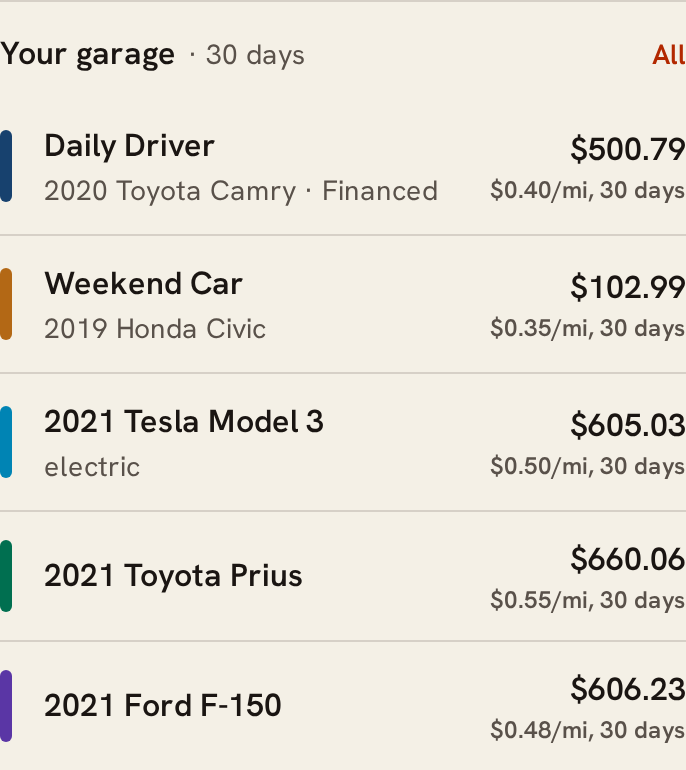 Your garage · 30 days All
Daily Driver $500.79
2020 Toyota Camry · Financed $0.40/mi, 30 days
Weekend Car $102.99
2019 Honda Civic $0.35/mi, 30 days
2021 Tesla Model 3 $605.03
electric $0.50/mi, 30 days
2021 Toyota Prius $660.06
$0.55/mi, 30 days
2021 Ford F-150 $606.23
$0.48/mi, 30 days